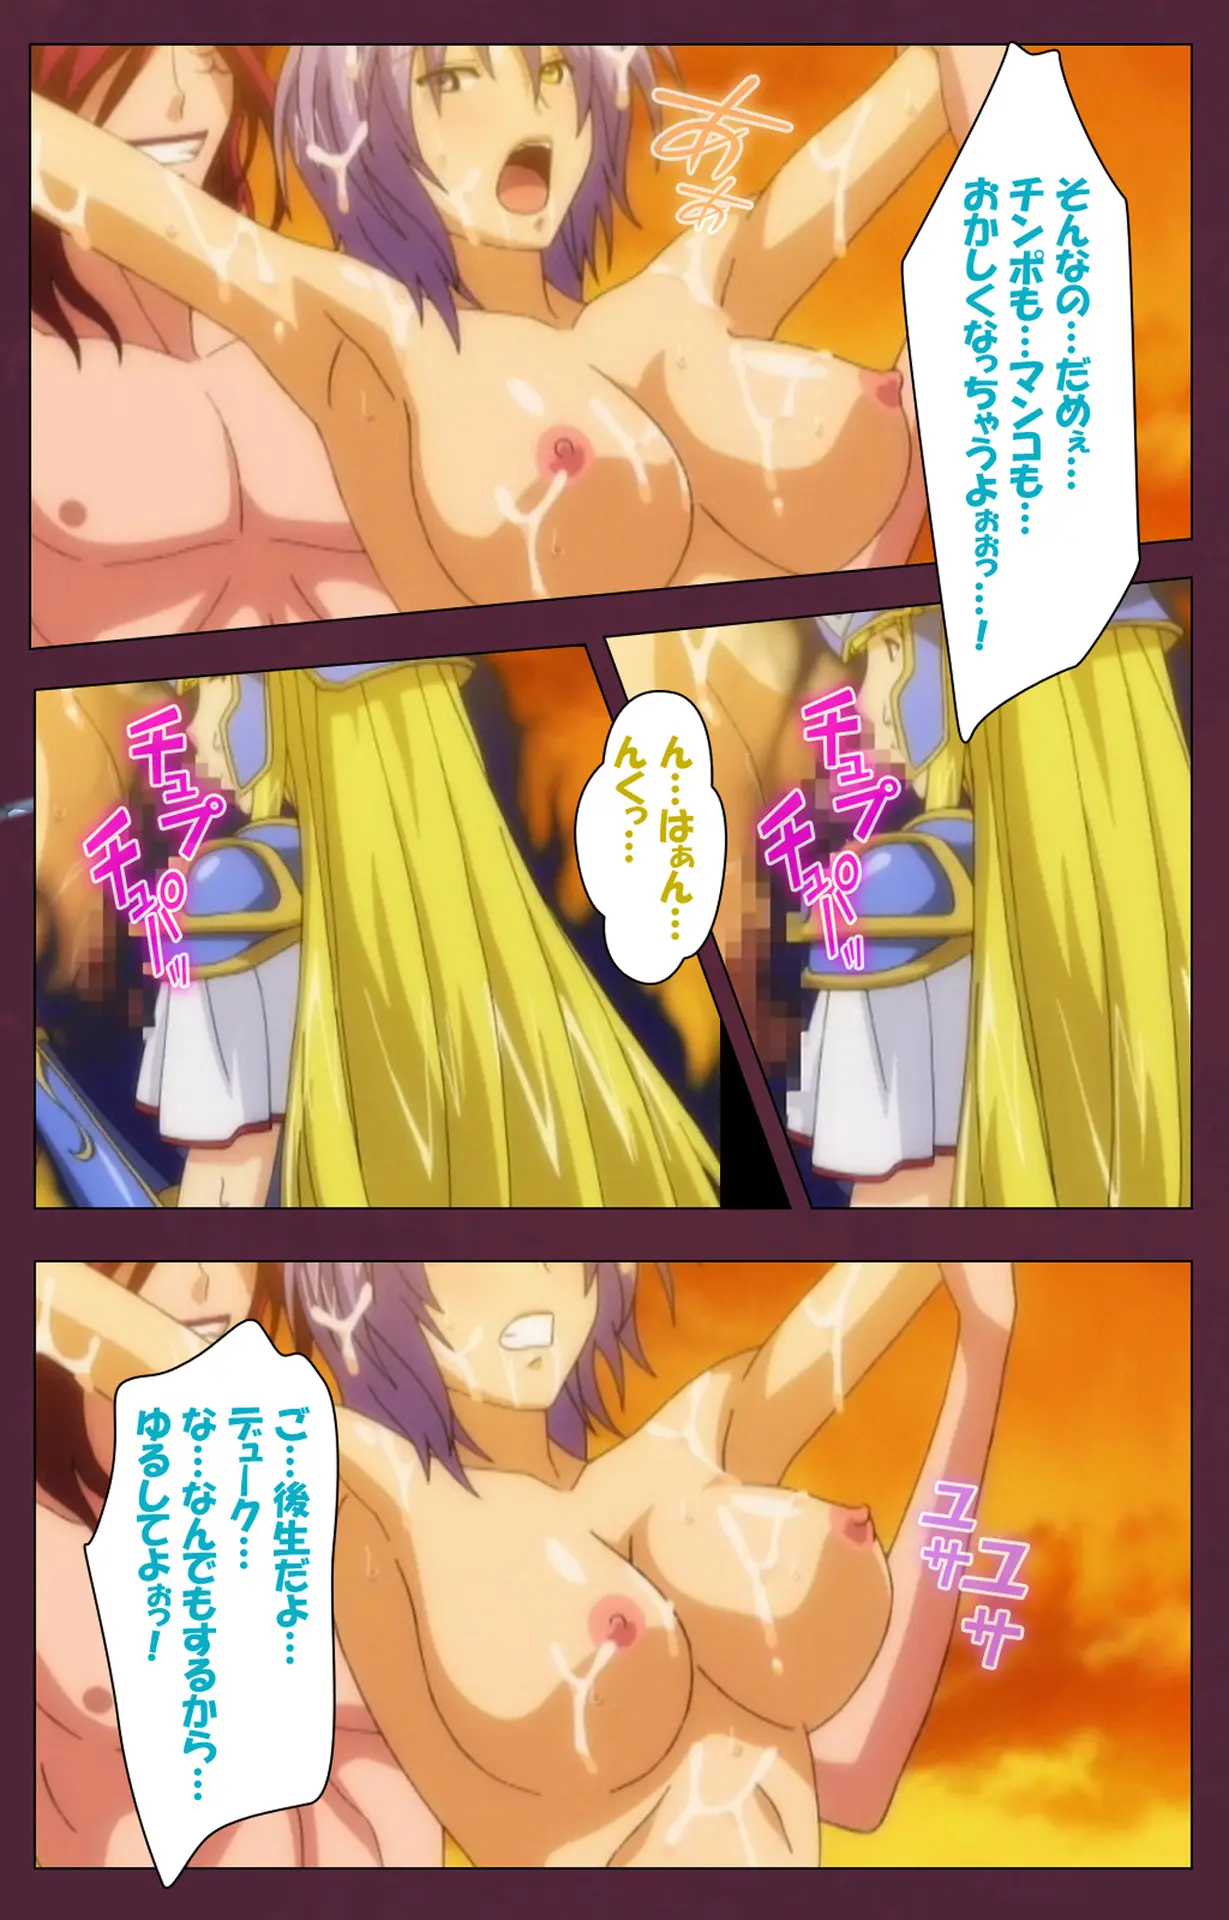 そんなの…だめぇ…
チンポも…マンコも…
おかしくなっちゃうよぉぉっ…！
あぁ
チュプ
チュパッ
ん…はぁん…
んくっ…
チュプ
チュパッ
ユサ
ユサ
ご…後生だよ…
デューク…
な…なんでもするから…
ゆるしてよぉっ！